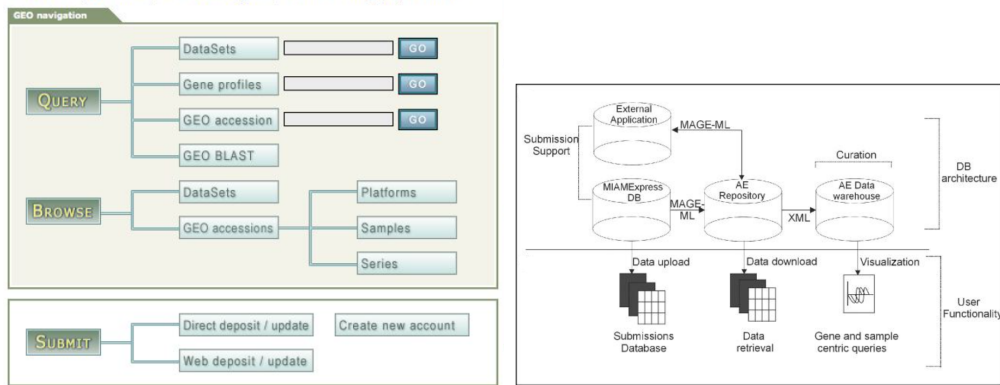 GEO navigation
QUERY
DataSets
GO
Gene profiles
GO
GEO accession
GO
GEO BLAST
BROWSE
DataSets
GEO accessions
Platforms
Samples
Series
SUBMIT
Direct deposit / update
Create new account
Web deposit / update
External
Application
MAGE-ML
Submission
Support
Curation
DB
architecture
MIAMExpress
DB
MAGE-
ML
AE
Repository
XML
AE Data
warehouse
Data upload
Data download
Visualization
User
Functionality
Submissions
Database
Data
retrieval
Gene and sample
centric queries